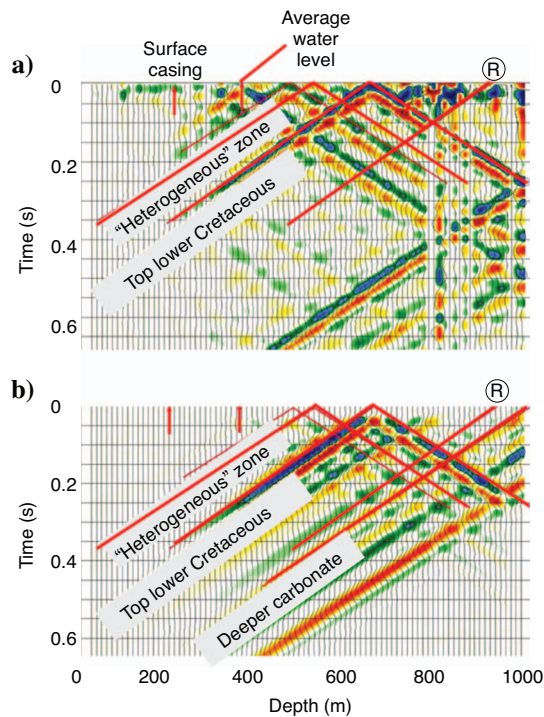 Average
water
level
Surface
casing
a)
R
0
0.2
0.4
0.6
Time (s)
"Heterogeneous” zone
Top lower Cretaceous
b)
R
0
0.2
0.4
0.6
Time (s)
"Heterogeneous” zone
Top lower Cretaceous
Deeper carbonate
0 200 400 600 800 1000
Depth (m)